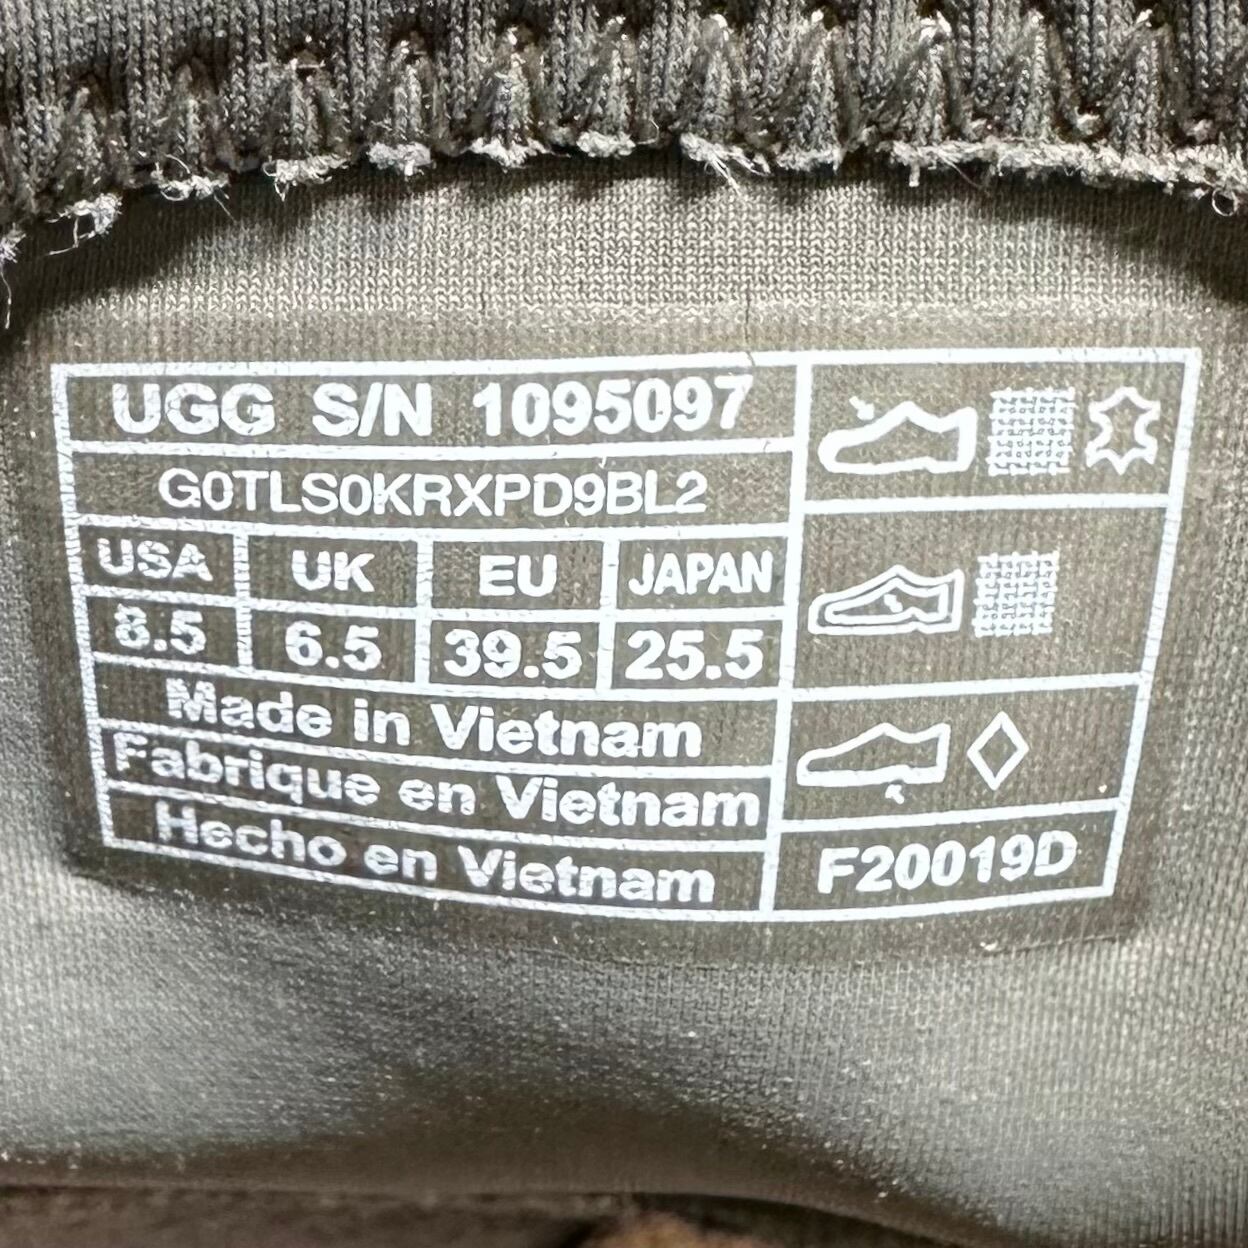 UGG S/N 1095097
G0TLS0KRXPD9BL2
USA UK EU JAPAN
8.5 6.5 39.5 25.5
Made in Vietnam
Fabrique en Vietnam
Hecho en Vietnam
F20019D